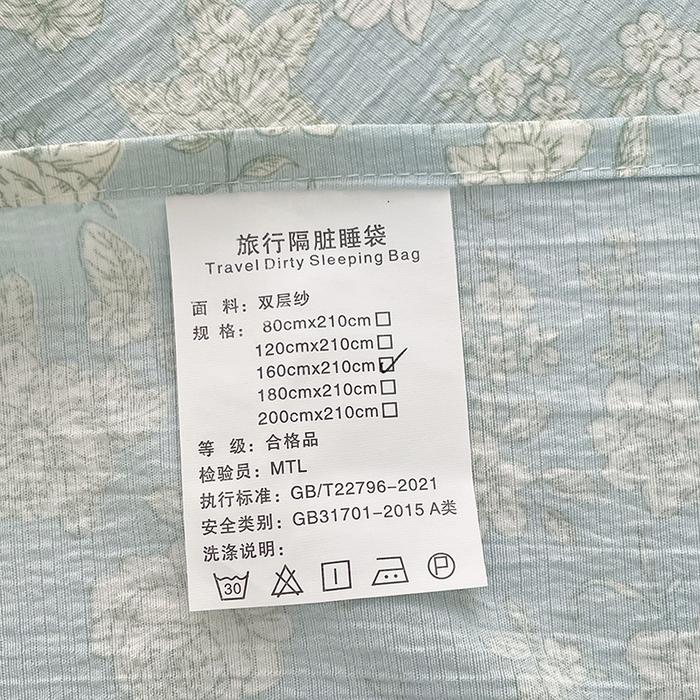 旅行隔脏睡袋
Travel Dirty Sleeping Bag
面 料：双层纱
规 格：80cmx210cm
120cmx210cm
160cmx210cm
180cmx210cm
200cmx210cm
等 级：合格品
检验员：MTL
执行标准：GB/T22796-2021
安全类别：GB31701-2015 A类
洗涤说明：
30
P